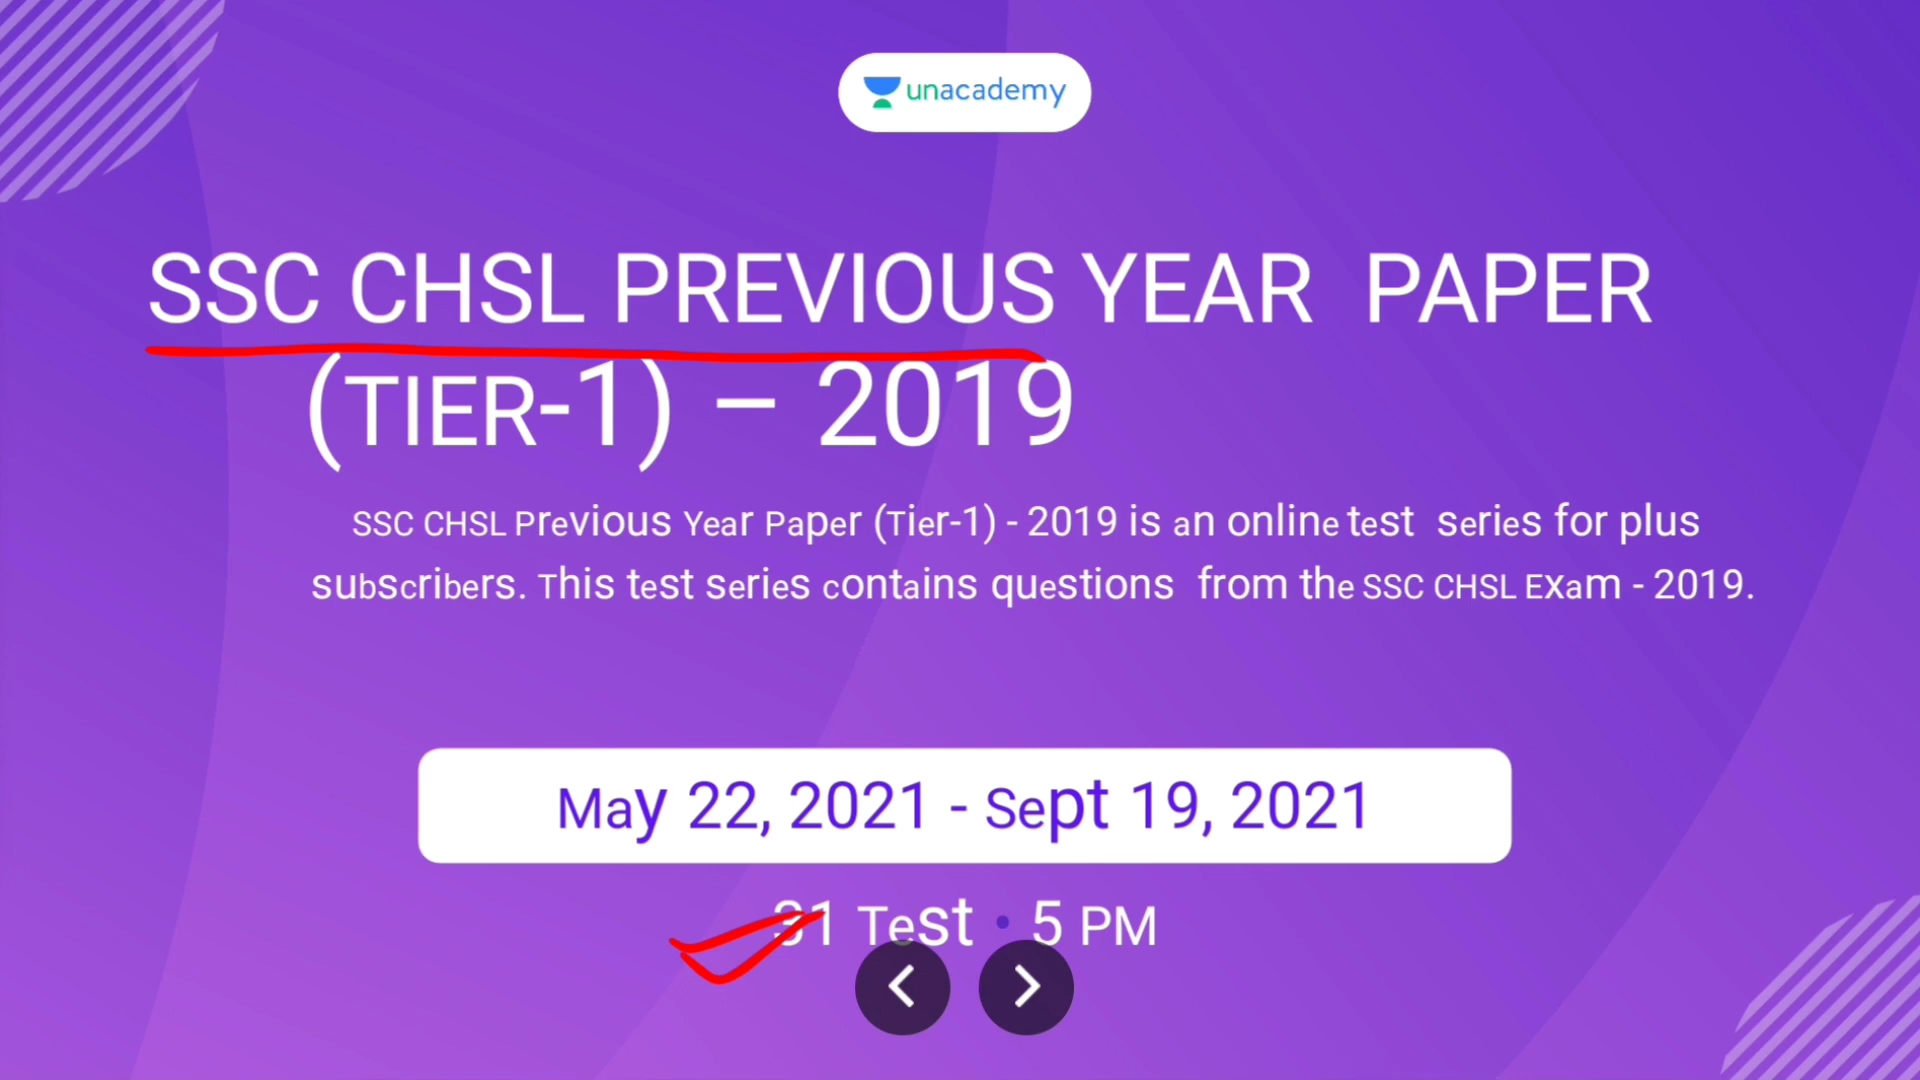 unacademy
SSC CHSL PREVIOUS YEAR PAPER
(TIER-1) – 2019
SSC CHSL Previous Year Paper (Tier-1) - 2019 is an online test series for plus
subscribers. This test series contains questions from the SSC CHSL Exam - 2019.
May 22, 2021 - Sept 19, 2021
31 Test • 5 PM